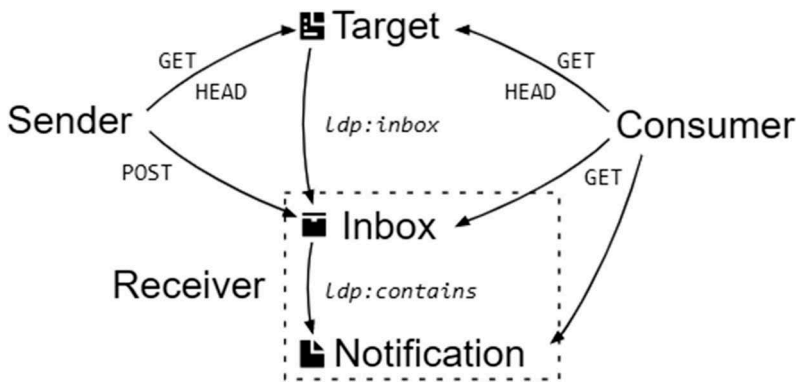 Target
GET
GET
HEAD
HEAD
Sender
ldp:inbox
Consumer
POST
GET
Inbox
Receiver
ldp:contains
Notification